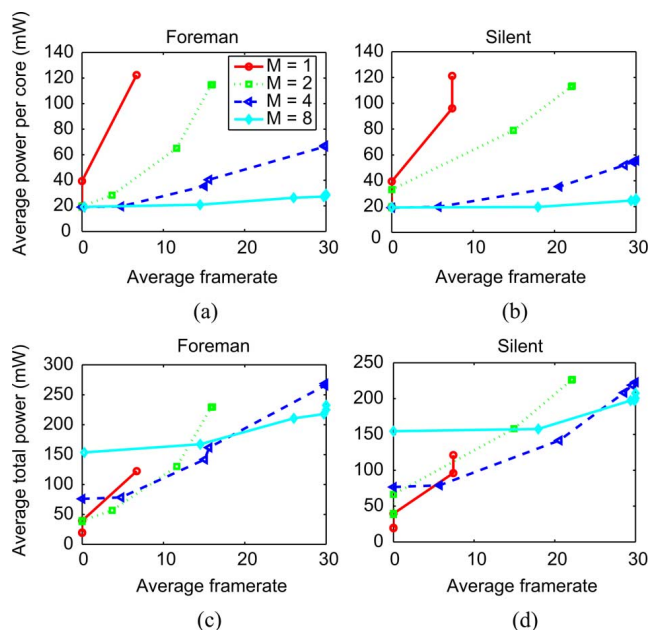 Foreman
Average power per core (mW)
140
120
100
80
60
40
20
0
M = 1
M = 2
M = 4
M = 8
0
10
20
30
Average framerate
(a)
Silent
140
120
100
80
60
40
20
0
0
10
20
30
Average framerate
(b)
Foreman
Average total power (mW)
300
250
200
150
100
50
0
0
10
20
30
Average framerate
(c)
Silent
250
200
150
100
50
0
0
10
20
30
Average framerate
(d)